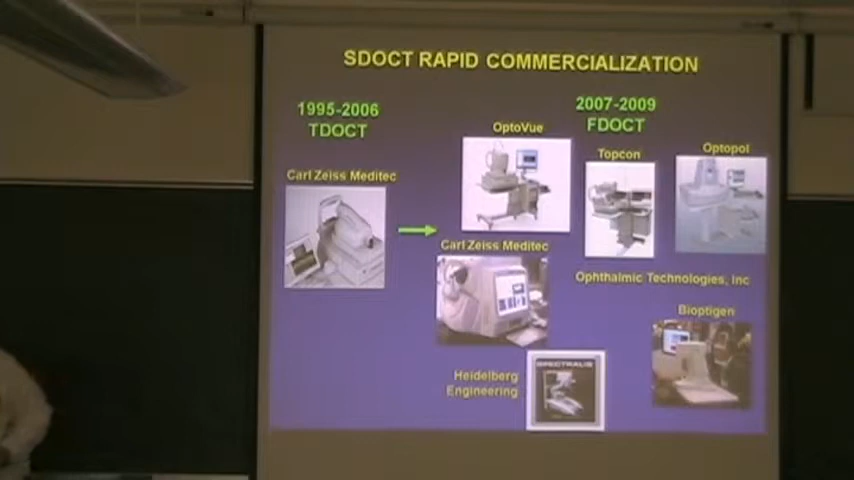 SDOCT RAPID COMMERCIALIZATION
1995-2006
TDOCT
2007-2009
FDOCT
OptoVue
Topcon
Optopol
Carl Zeiss Meditec
Carl Zeiss Meditec
Ophthalmic Technologies, Inc
Bioptigen
Heidelberg
Engineering
SPECTRALIS